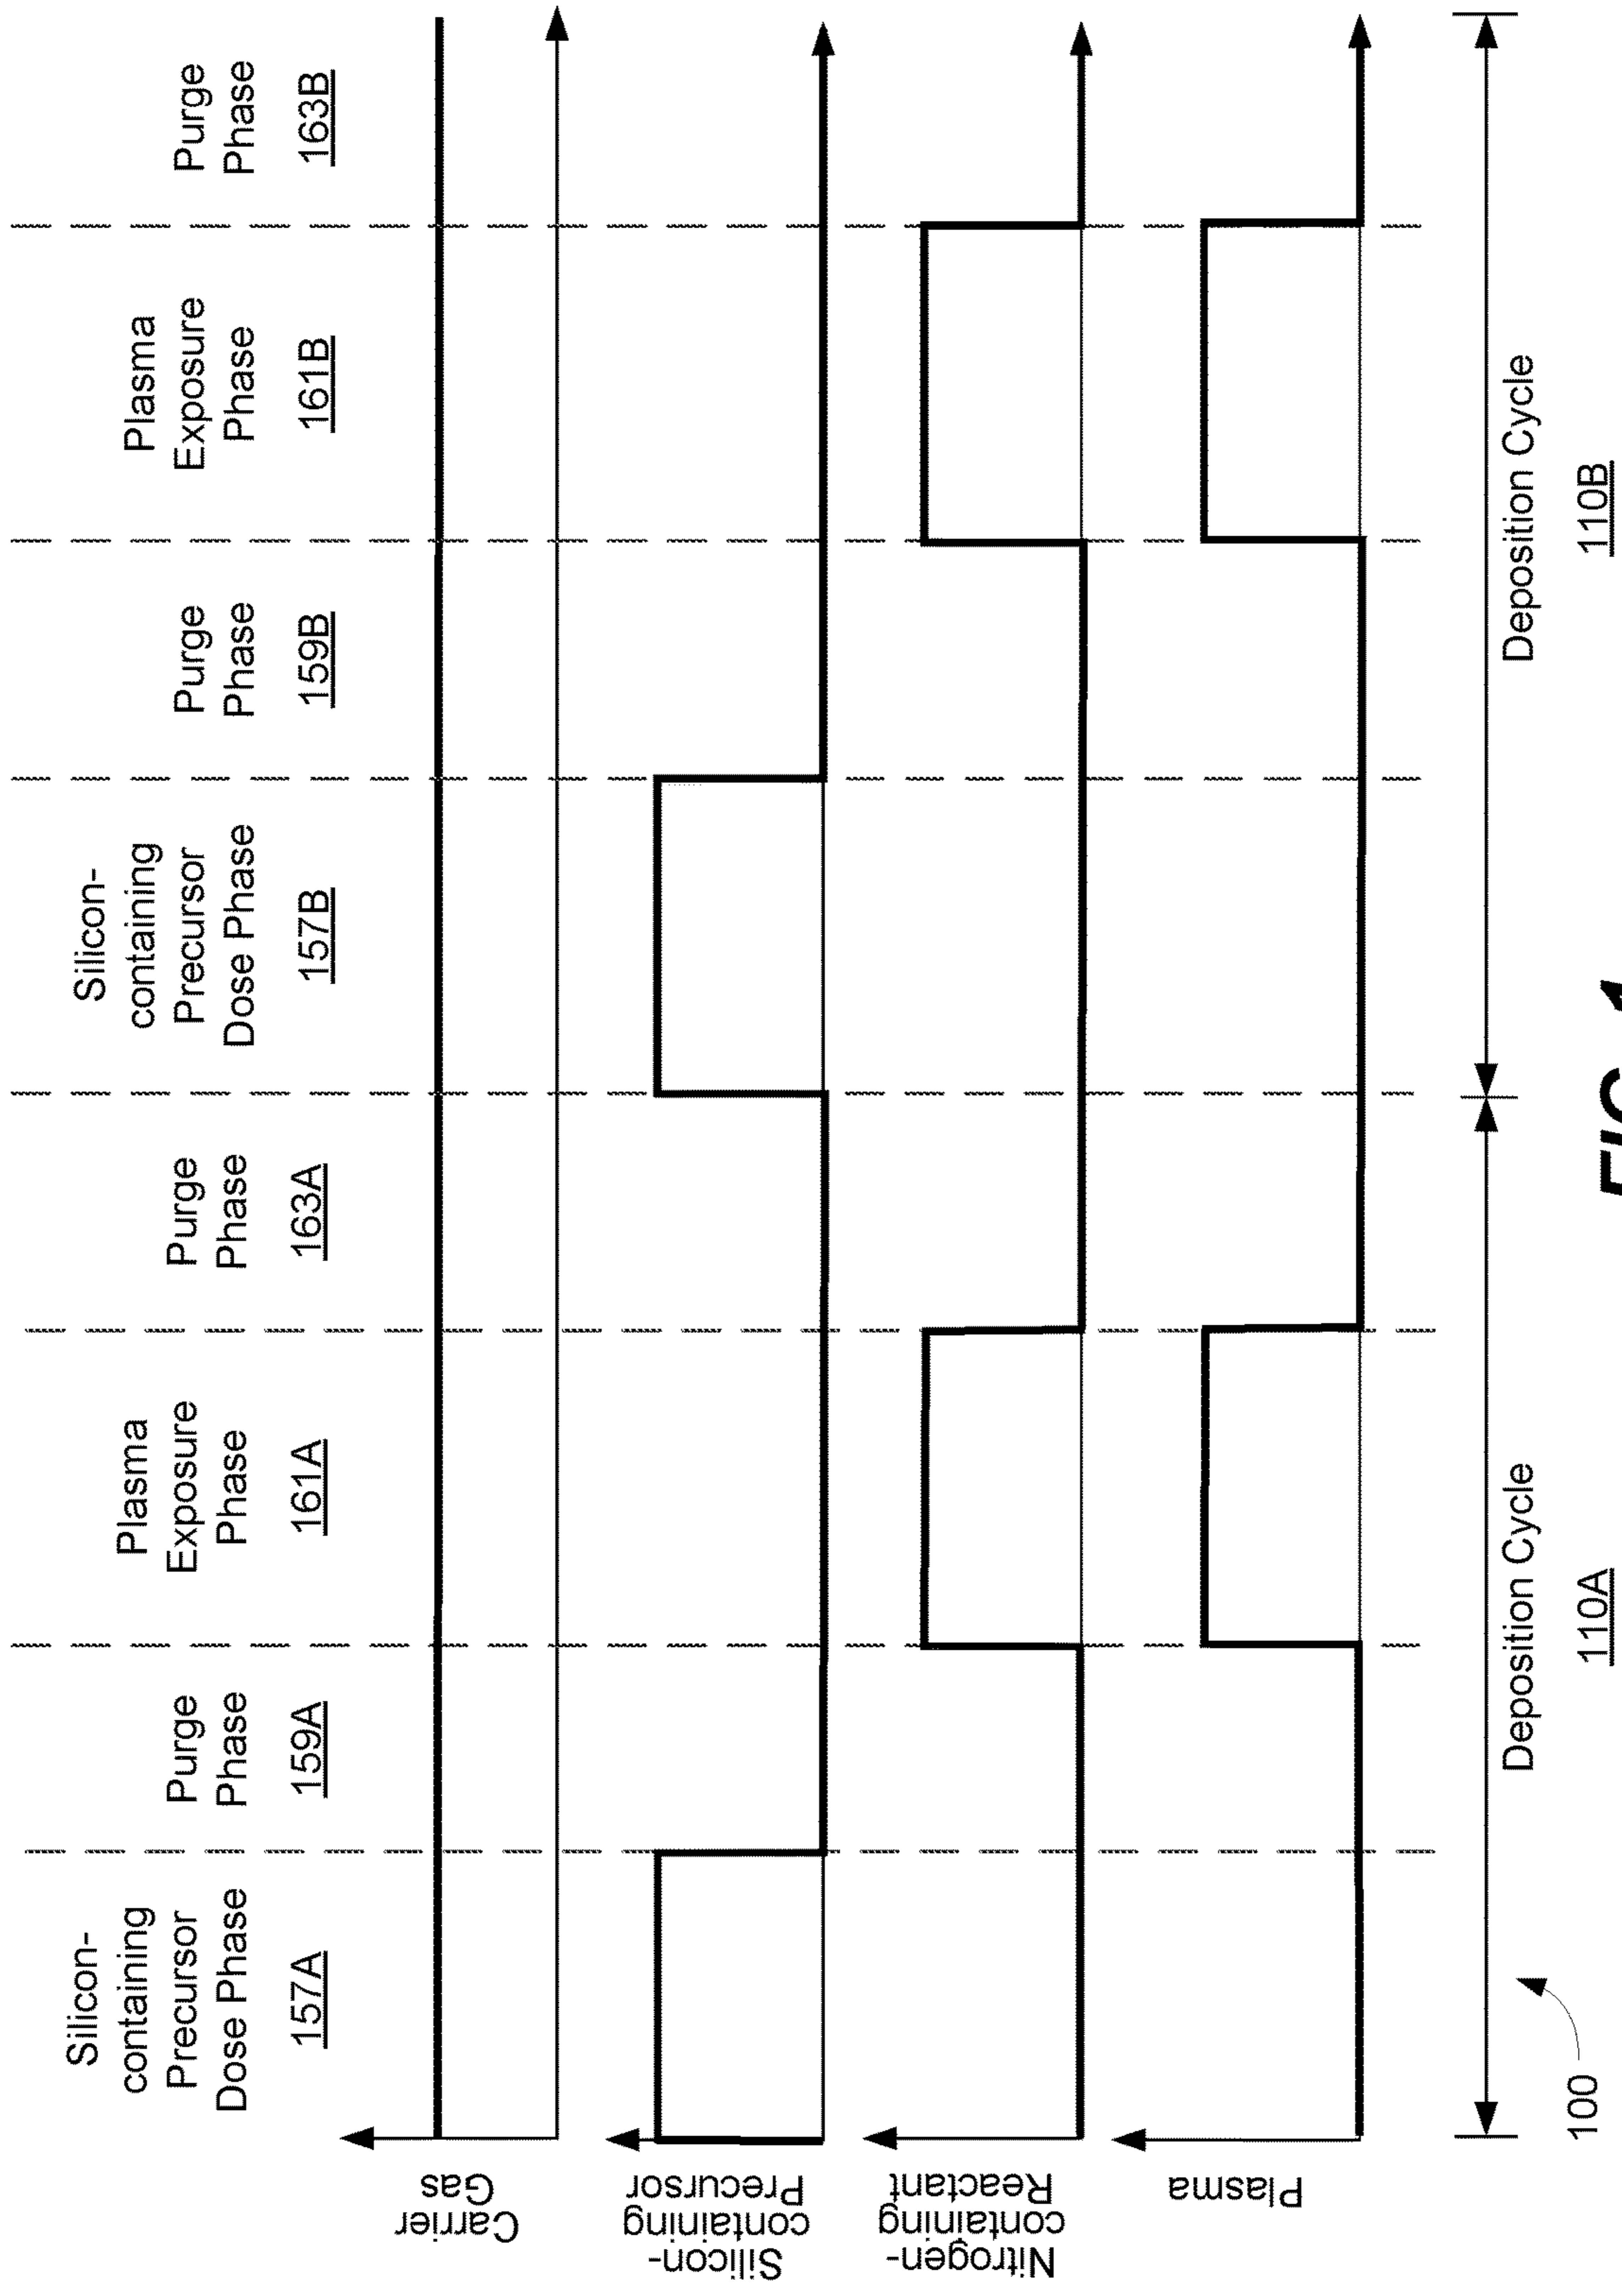 Silicon-
containing
Precursor
Dose Phase
157A
Purge
Phase
159A
Plasma
Exposure
Phase
161A
Purge
Phase
163A
Silicon-
containing
Precursor
Dose Phase
157B
Purge
Phase
159B
Plasma
Exposure
Phase
161B
Purge
Phase
163B
Carrier
Gas
Silicon-
containing
Precursor
Nitrogen-
containing
Reactant
Plasma
Deposition Cycle
110A
Deposition Cycle
110B
100
FIG. 1